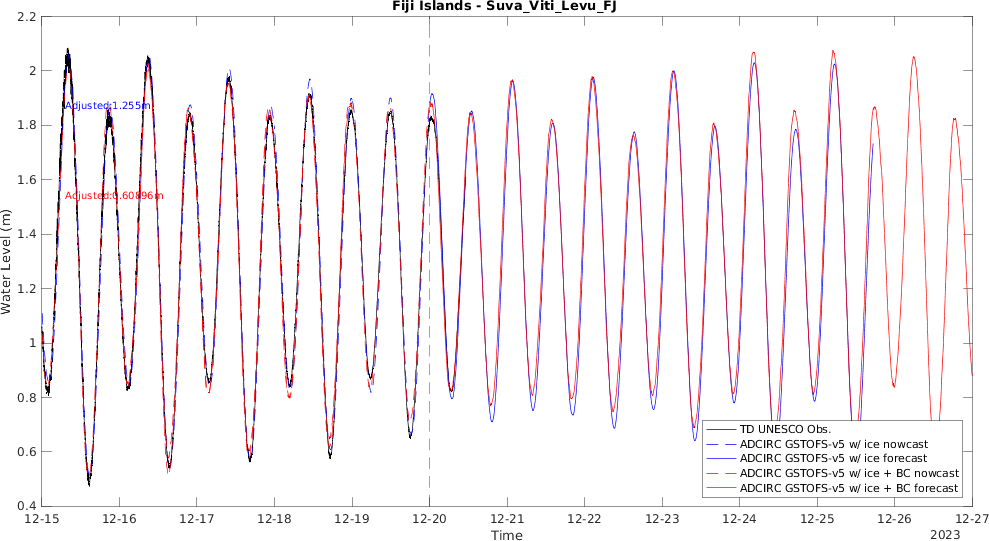 Fiji Islands - Suva_Viti_Levu_FJ
2.2
2
1.8
1.6
1.4
1.2
1
0.8
0.6
0.4
Water Level (m)
Adjusted:1.255m
Adjusted:0.60896m
TD UNESCO Obs.
ADCIRC GSTOFS-v5 w/ ice nowcast
ADCIRC GSTOFS-v5 w/ ice forecast
ADCIRC GSTOFS-v5 w/ ice + BC nowcast
ADCIRC GSTOFS-v5 w/ ice + BC forecast
12-15 12-16 12-17 12-18 12-19 12-20 12-21 12-22 12-23 12-24 12-25 12-26 12-27
Time
2023